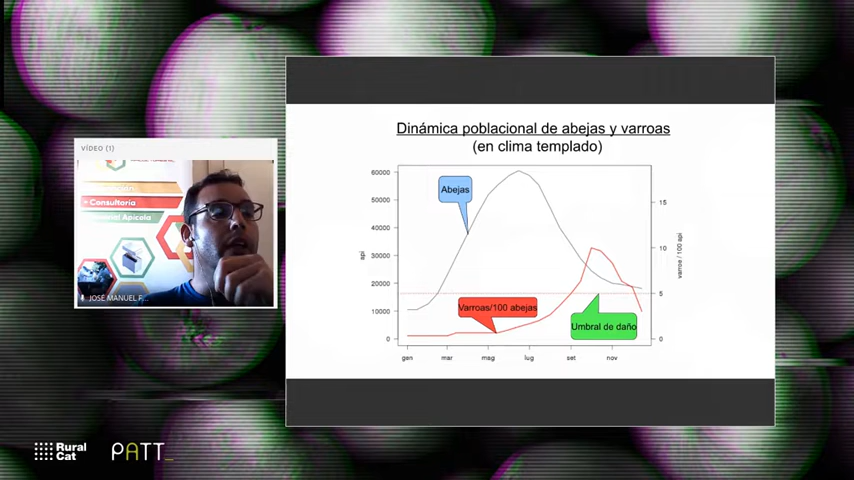 VÍDEO (1)
Consultoría
Apícola
JOSÉ MANUEL F...
Dinámica poblacional de abejas y varroas
(en clima templado)
60000
50000
40000
30000
20000
10000
0
api
Abejas
Varroas/100 abejas
Umbral de daño
15
10
5
0
varroe / 100 api
gen
mar
msg
lug
set
nov
Rural
Cat
PATT_